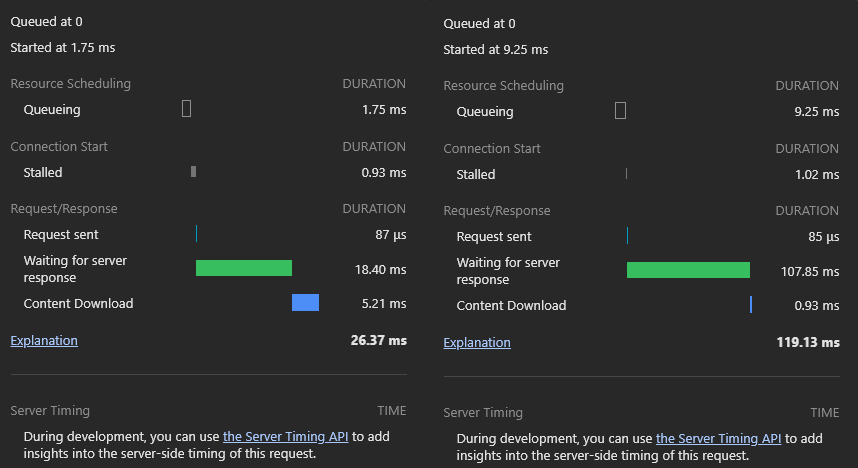 Queued at 0
Started at 1.75 ms
Resource Scheduling DURATION
Queueing 1.75 ms
Connection Start DURATION
Stalled 0.93 ms
Request/Response DURATION
Request sent 87 μs
Waiting for server
response 18.40 ms
Content Download 5.21 ms
Explanation 26.37 ms
Server Timing TIME
During development, you can use the Server Timing API to add
insights into the server-side timing of this request.
Queued at 0
Started at 9.25 ms
Resource Scheduling DURATION
Queueing 9.25 ms
Connection Start DURATION
Stalled 1.02 ms
Request/Response DURATION
Request sent 85 μs
Waiting for server
response 107.85 ms
Content Download 0.93 ms
Explanation 119.13 ms
Server Timing TIME
During development, you can use the Server Timing API to add
insights into the server-side timing of this request.